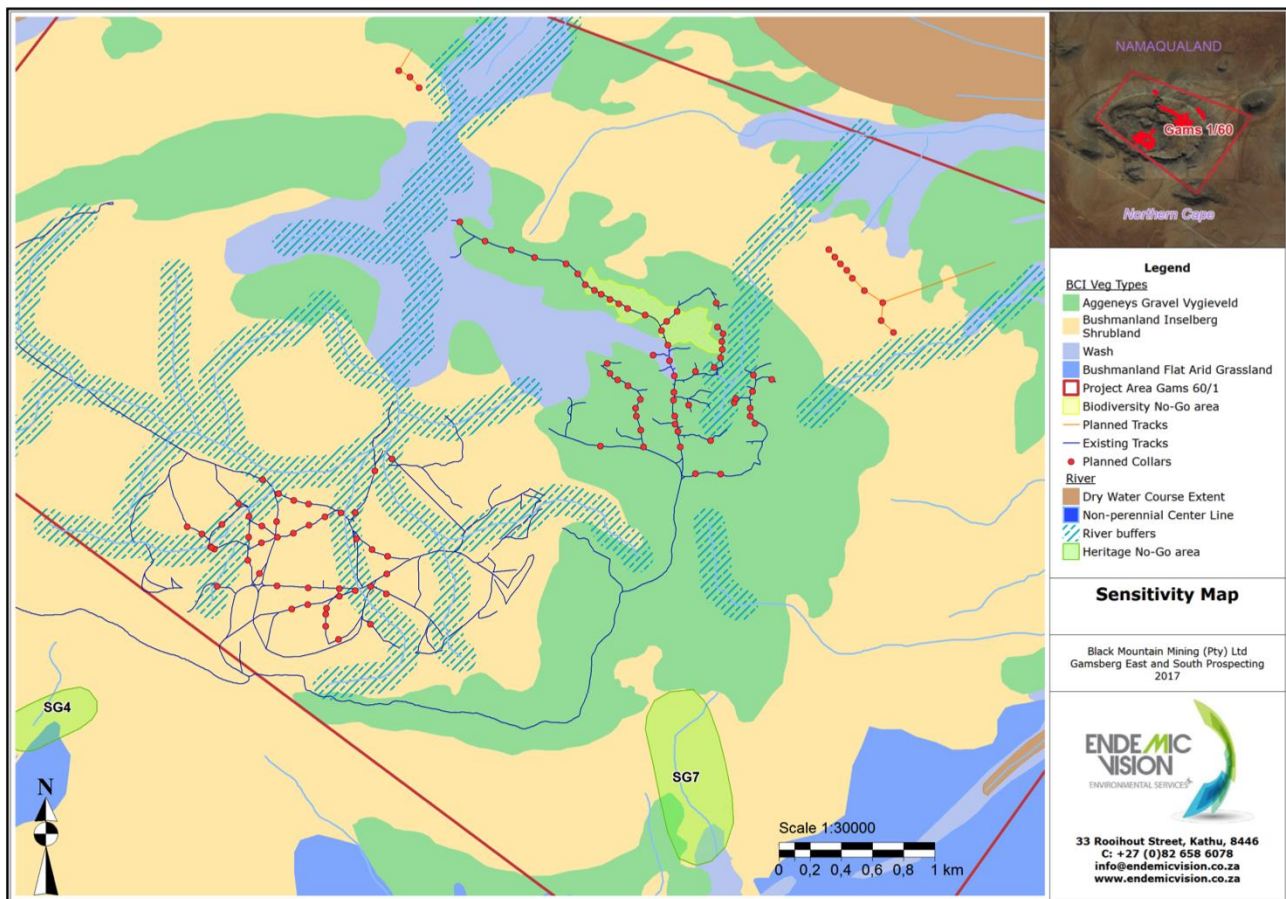 SG4
SG7
N
Scale 1:30000
0 0,2 0,4 0,6 0,8 1 km
NAMAQUALAND
Gams 1/60
Northern Cape
Legend
BCI Veg Types
Aggeneys Gravel Vygieveld
Bushmanland Inselberg
Shrubland
Wash
Bushmanland Flat Arid Grassland
Project Area Gams 60/1
Biodiversity No-Go area
Planned Tracks
Existing Tracks
Planned Collars
River
Dry Water Course Extent
Non-perennial Center Line
River buffers
Heritage No-Go area
Sensitivity Map
Black Mountain Mining (Pty) Ltd
Gamsberg East and South Prospecting
2017
ENDEMIC
VISION
ENVIRONMENTAL SERVICES
33 Rooihout Street, Kathu, 8446
C: +27 (0)82 658 6078
info@endemicvision.co.za
www.endemicvision.co.za